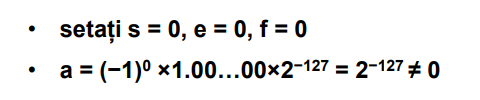 • setați s = 0, e = 0, f = 0
• a = (−1)⁰ ×1.00…00×2⁻¹²⁷ = 2⁻¹²⁷ ≠ 0